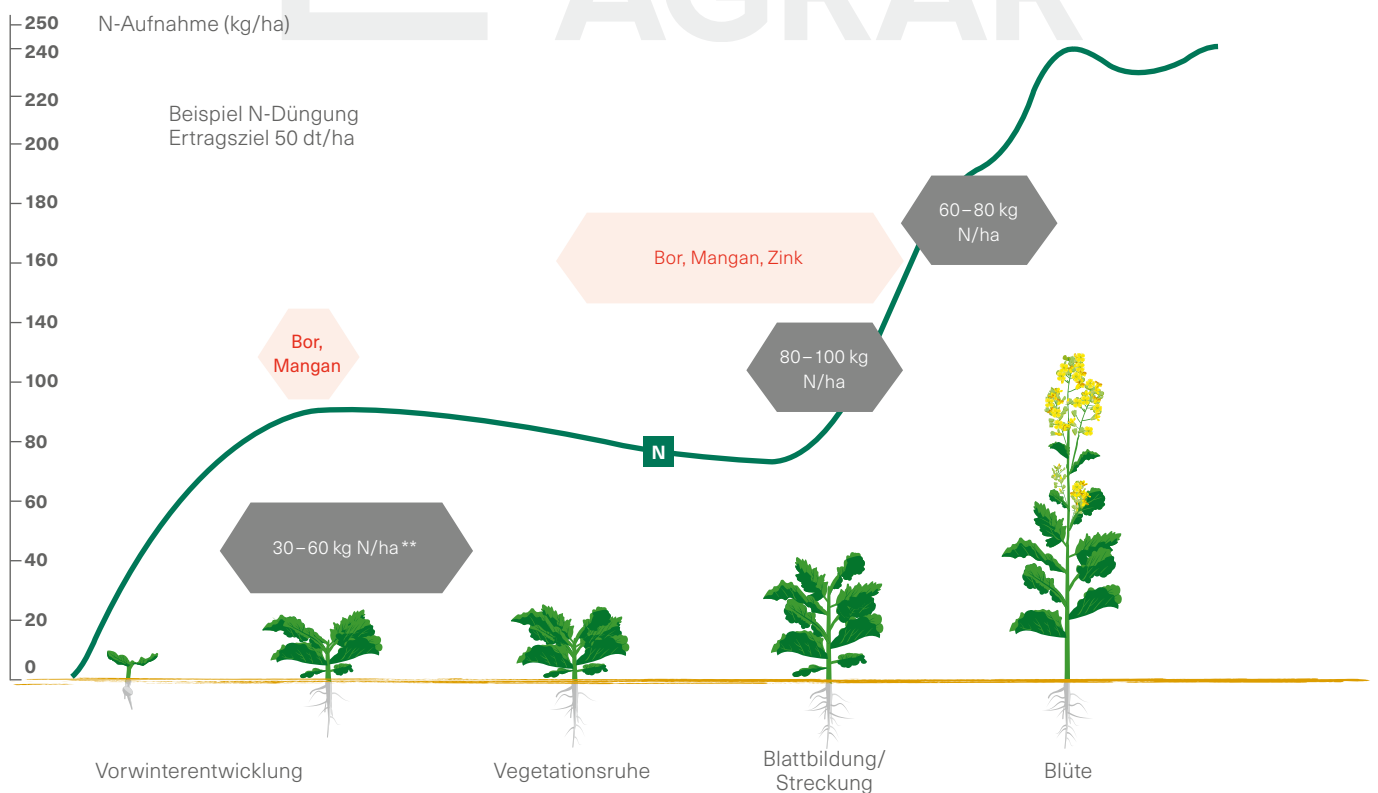 AGRAR
250
N-Aufnahme (kg/ha)
240
220
Beispiel N-Düngung
Ertragsziel 50 dt/ha
200
180
160
140
100
80
60
40
20
0
60–80 kg
N/ha
Bor, Mangan, Zink
Bor,
Mangan
80–100 kg
N/ha
N
30–60 kg N/ha**
Vorwinterentwicklung
Vegetationsruhe
Blattbildung/
Streckung
Blüte